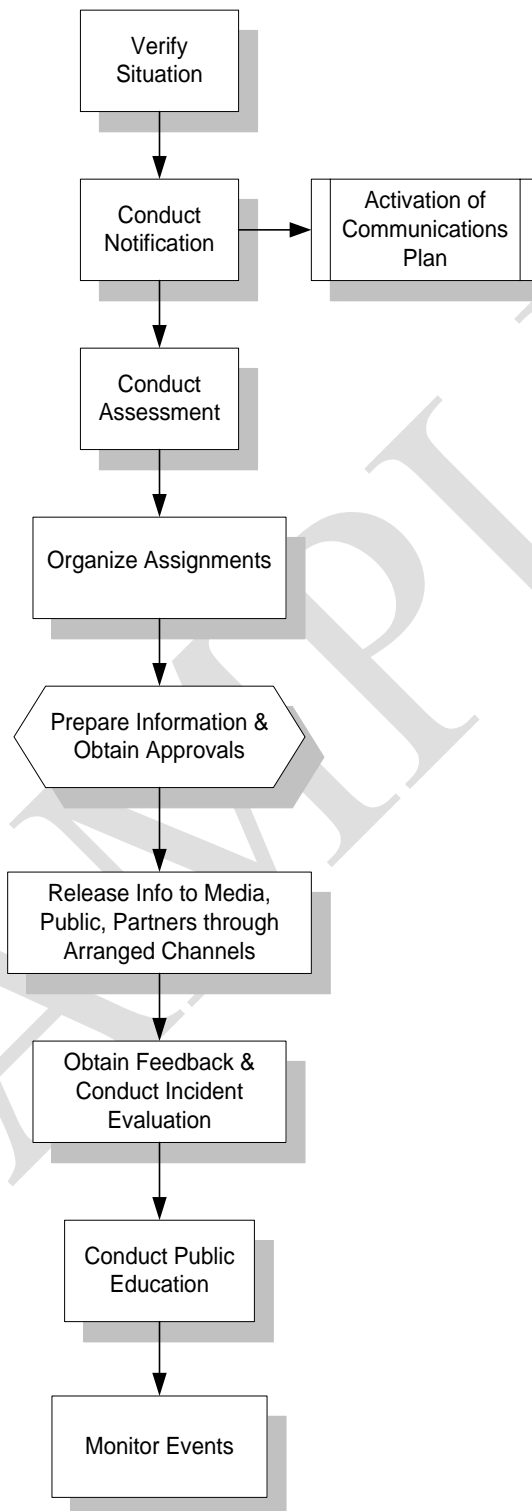 Verify
Situation
Conduct
Notification
Activation of
Communications
Plan
Conduct
Assessment
Organize Assignments
Prepare Information &
Obtain Approvals
Release Info to Media,
Public, Partners through
Arranged Channels
Obtain Feedback &
Conduct Incident
Evaluation
Conduct Public
Education
Monitor Events